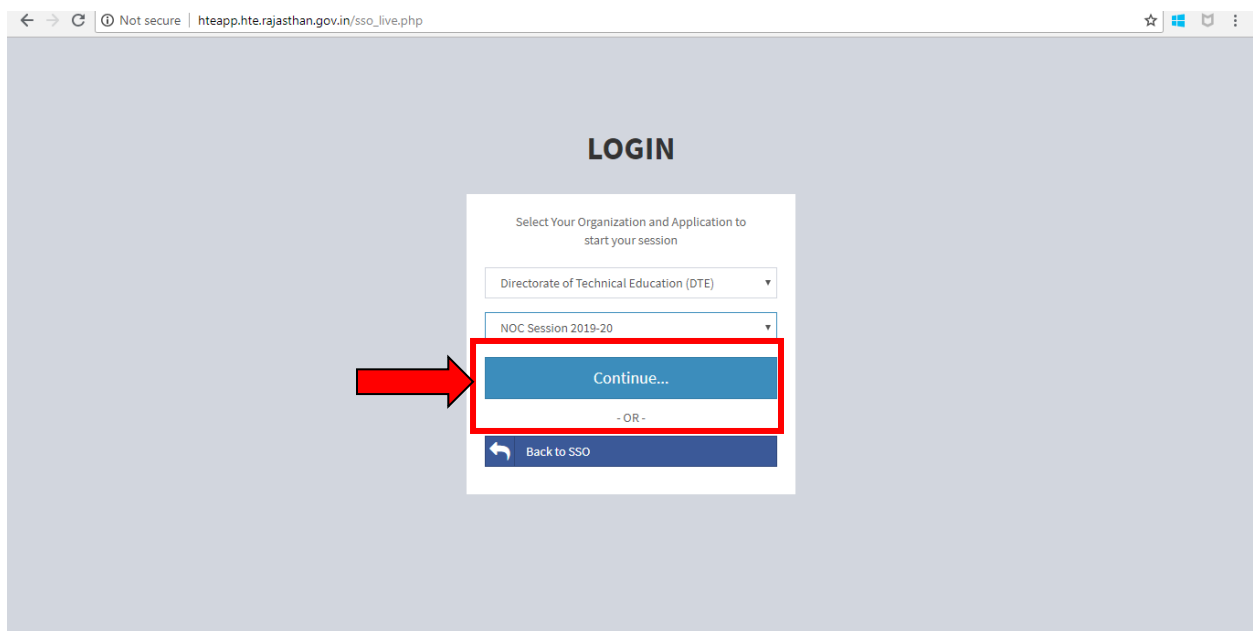 Not secure | hteapp.hte.rajasthan.gov.in/sso_live.php
LOGIN
Select Your Organization and Application to
start your session
Directorate of Technical Education (DTE)
NOC Session 2019-20
Continue...
- OR -
Back to SSO